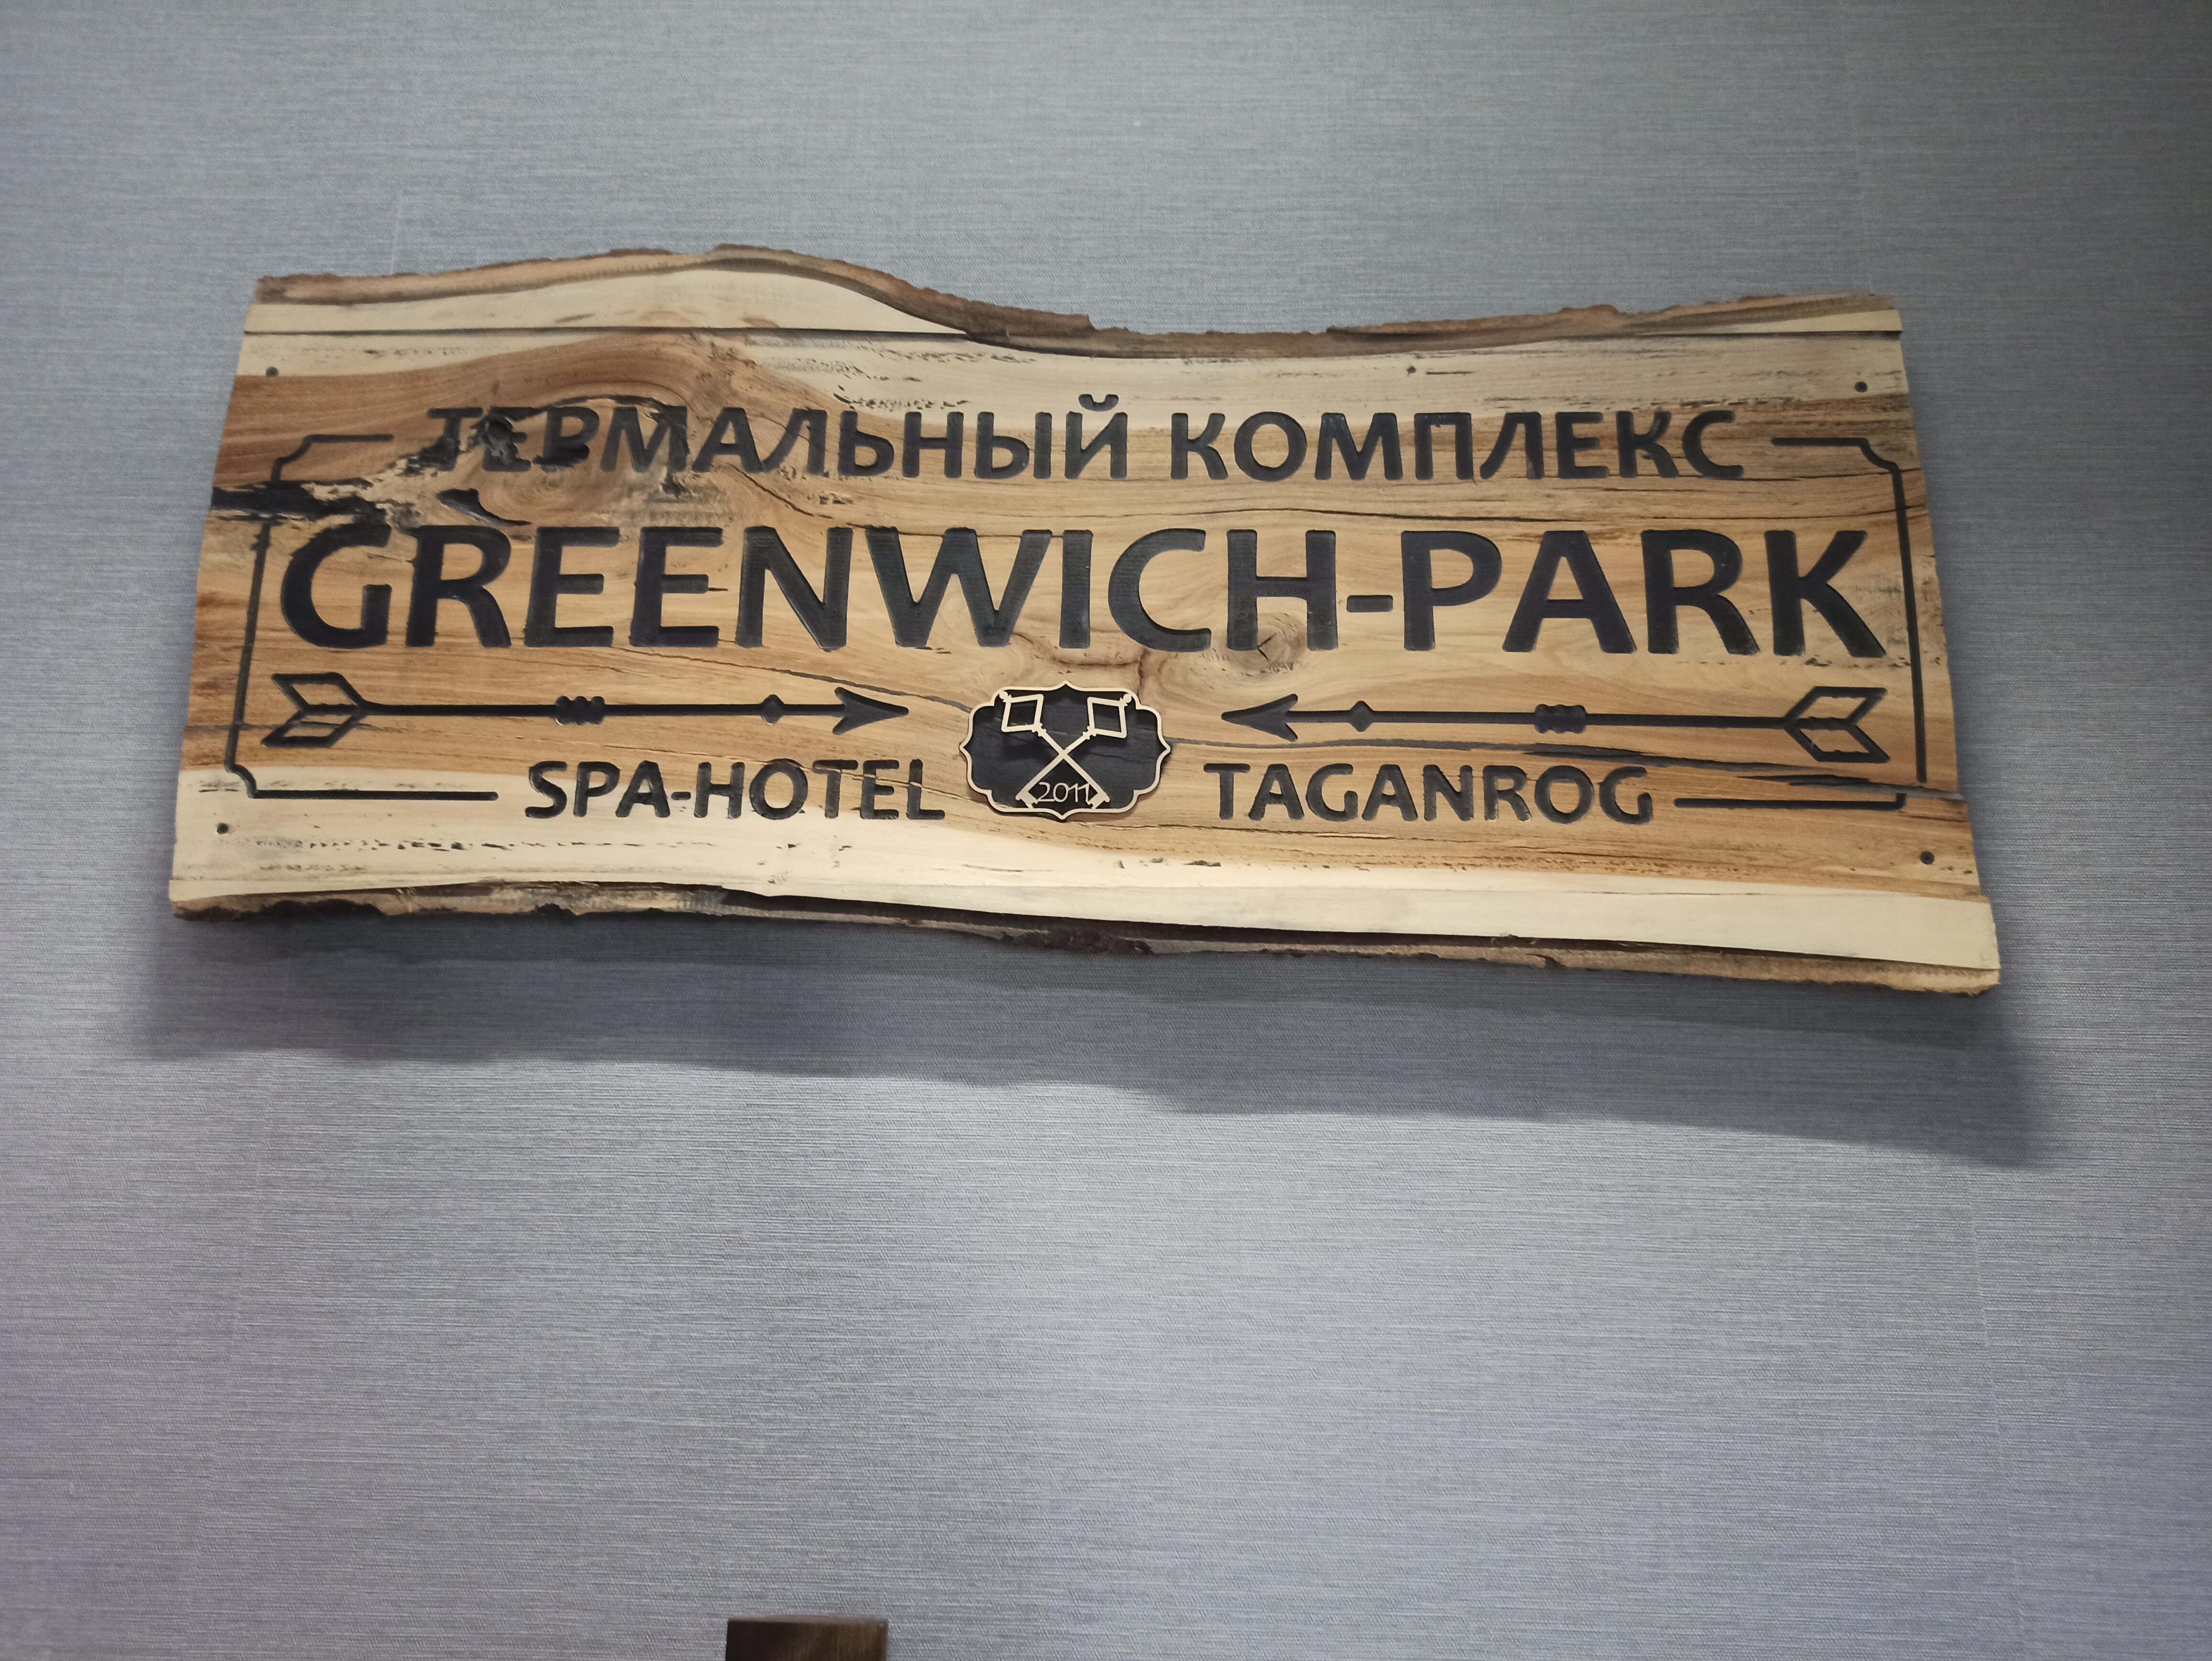 ТЕРМАЛЬНЫЙ КОМПЛЕКС
GREENWICH-PARK
SPA-HOTEL 2011 TAGANROG